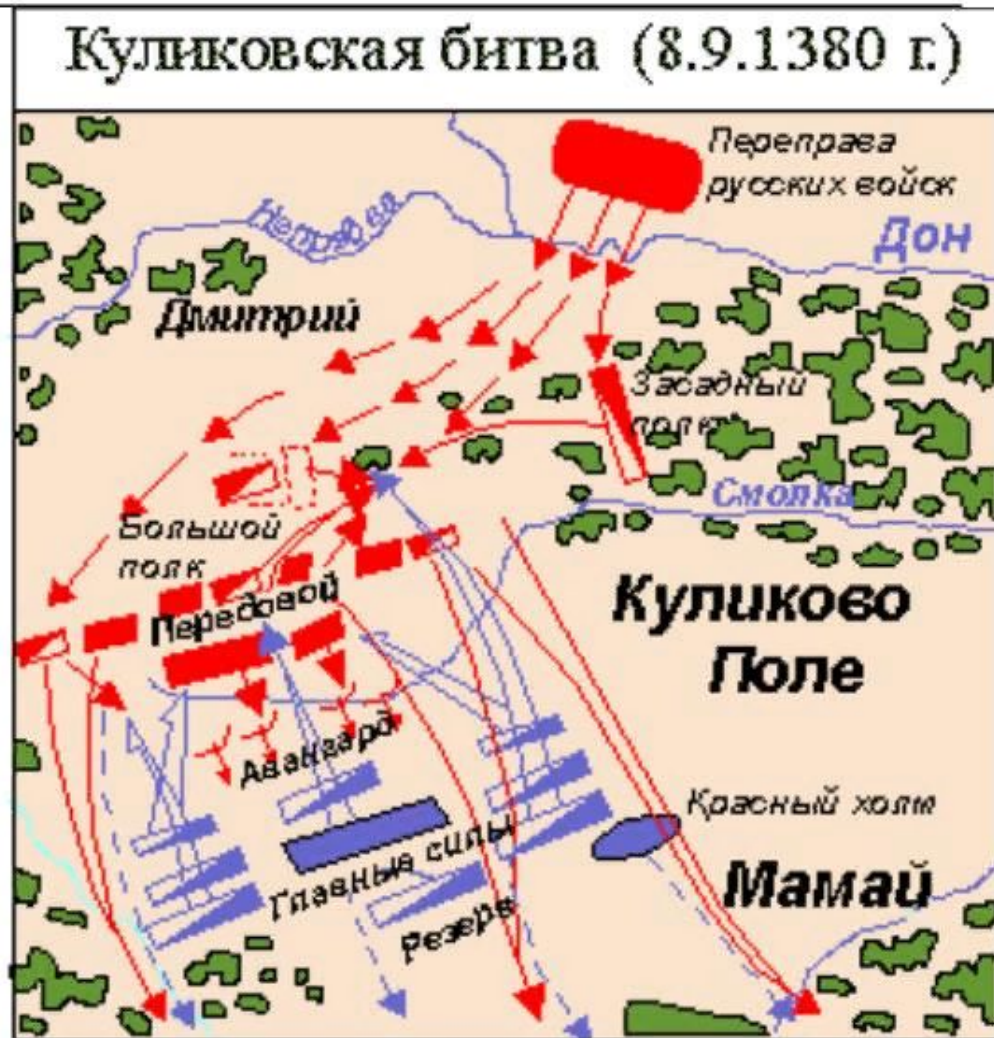 Куликовская битва (8.9.1380 г.)
Переправа
русских войск
Непрядва
Дон
Дмитрий
Засадный
полк
Смолка
Большой
полк
Куликово
Поле
Передовой
Авангард
Красный холм
Главные силы
Мамай
Резерв